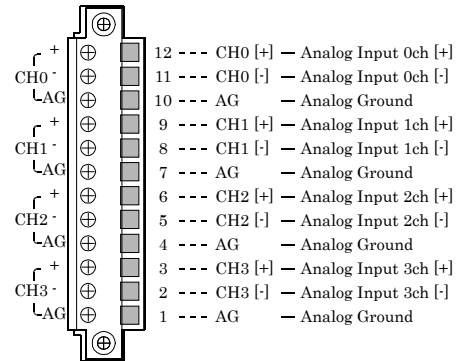 + 12 --- CH0 [+] — Analog Input 0ch [+]
CH0 - 11 --- CH0 [-] — Analog Input 0ch [-]
AG 10 --- AG — Analog Ground
+ 9 --- CH1 [+] — Analog Input 1ch [+]
CH1 - 8 --- CH1 [-] — Analog Input 1ch [-]
AG 7 --- AG — Analog Ground
+ 6 --- CH2 [+] — Analog Input 2ch [+]
CH2 - 5 --- CH2 [-] — Analog Input 2ch [-]
AG 4 --- AG — Analog Ground
+ 3 --- CH3 [+] — Analog Input 3ch [+]
CH3 - 2 --- CH3 [-] — Analog Input 3ch [-]
AG 1 --- AG — Analog Ground